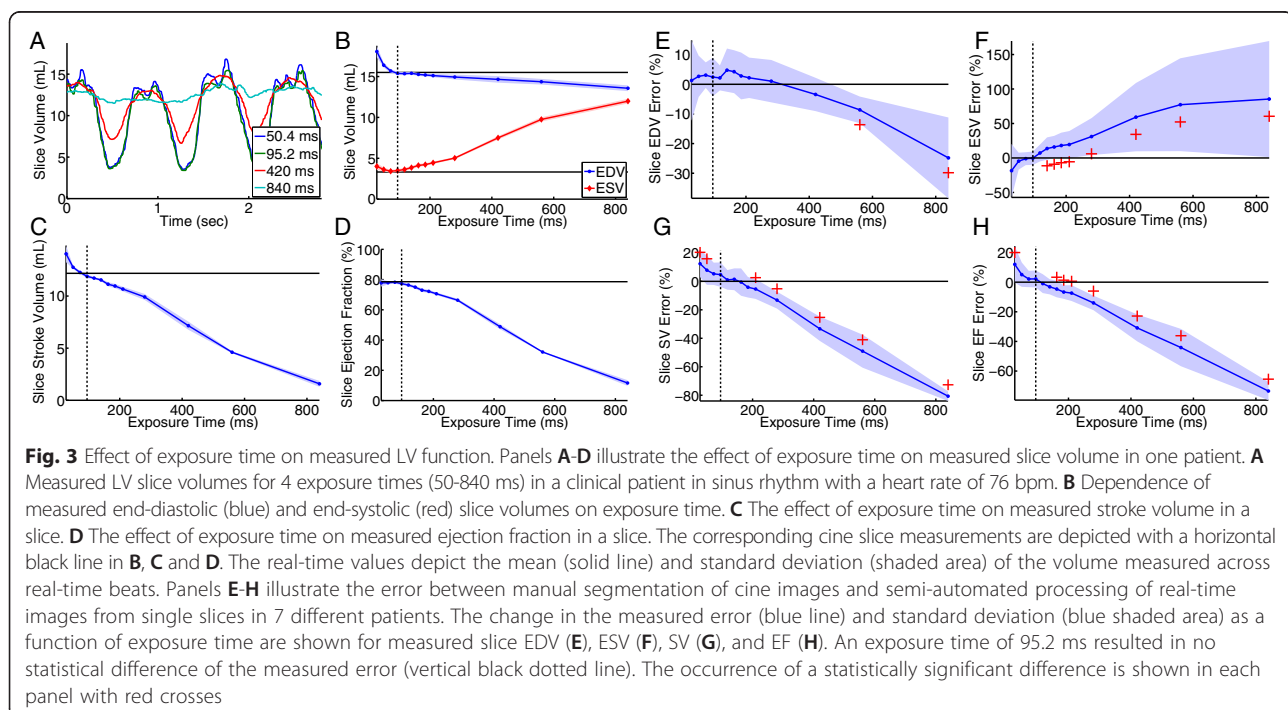 A
B
E
F
Slice Volume (mL)
15
10
5
0
0 1 2
Time (sec)
50.4 ms
95.2 ms
420 ms
840 ms
Slice Volume (mL)
20
15
10
5
0
200 400 600 800
Exposure Time (ms)
EDV
ESV
Slice EDV Error (%)
10
0
-10
-20
-30
200 400 600 800
Exposure Time (ms)
Slice ESV Error (%)
150
100
50
0
-50
200 400 600 800
Exposure Time (ms)
C
D
G
H
Slice Stroke Volume (mL)
10
5
0
200 400 600 800
Exposure Time (ms)
Slice Ejection Fraction (%)
100
80
60
40
20
0
200 400 600 800
Exposure Time (ms)
Slice SV Error (%)
20
0
-20
-40
-60
-80
200 400 600 800
Exposure Time (ms)
Slice EF Error (%)
20
0
-20
-40
-60
200 400 600 800
Exposure Time (ms)
Fig. 3 Effect of exposure time on measured LV function. Panels A-D illustrate the effect of exposure time on measured slice volume in one patient. A
Measured LV slice volumes for 4 exposure times (50-840 ms) in a clinical patient in sinus rhythm with a heart rate of 76 bpm. B Dependence of
measured end-diastolic (blue) and end-systolic (red) slice volumes on exposure time. C The effect of exposure time on measured stroke volume in a
slice. D The effect of exposure time on measured ejection fraction in a slice. The corresponding cine slice measurements are depicted with a horizontal
black line in B, C and D. The real-time values depict the mean (solid line) and standard deviation (shaded area) of the volume measured across
real-time beats. Panels E-H illustrate the error between manual segmentation of cine images and semi-automated processing of real-time
images from single slices in 7 different patients. The change in the measured error (blue line) and standard deviation (blue shaded area) as a
function of exposure time are shown for measured slice EDV (E), ESV (F), SV (G), and EF (H). An exposure time of 95.2 ms resulted in no
statistical difference of the measured error (vertical black dotted line). The occurrence of a statistically significant difference is shown in each
panel with red crosses